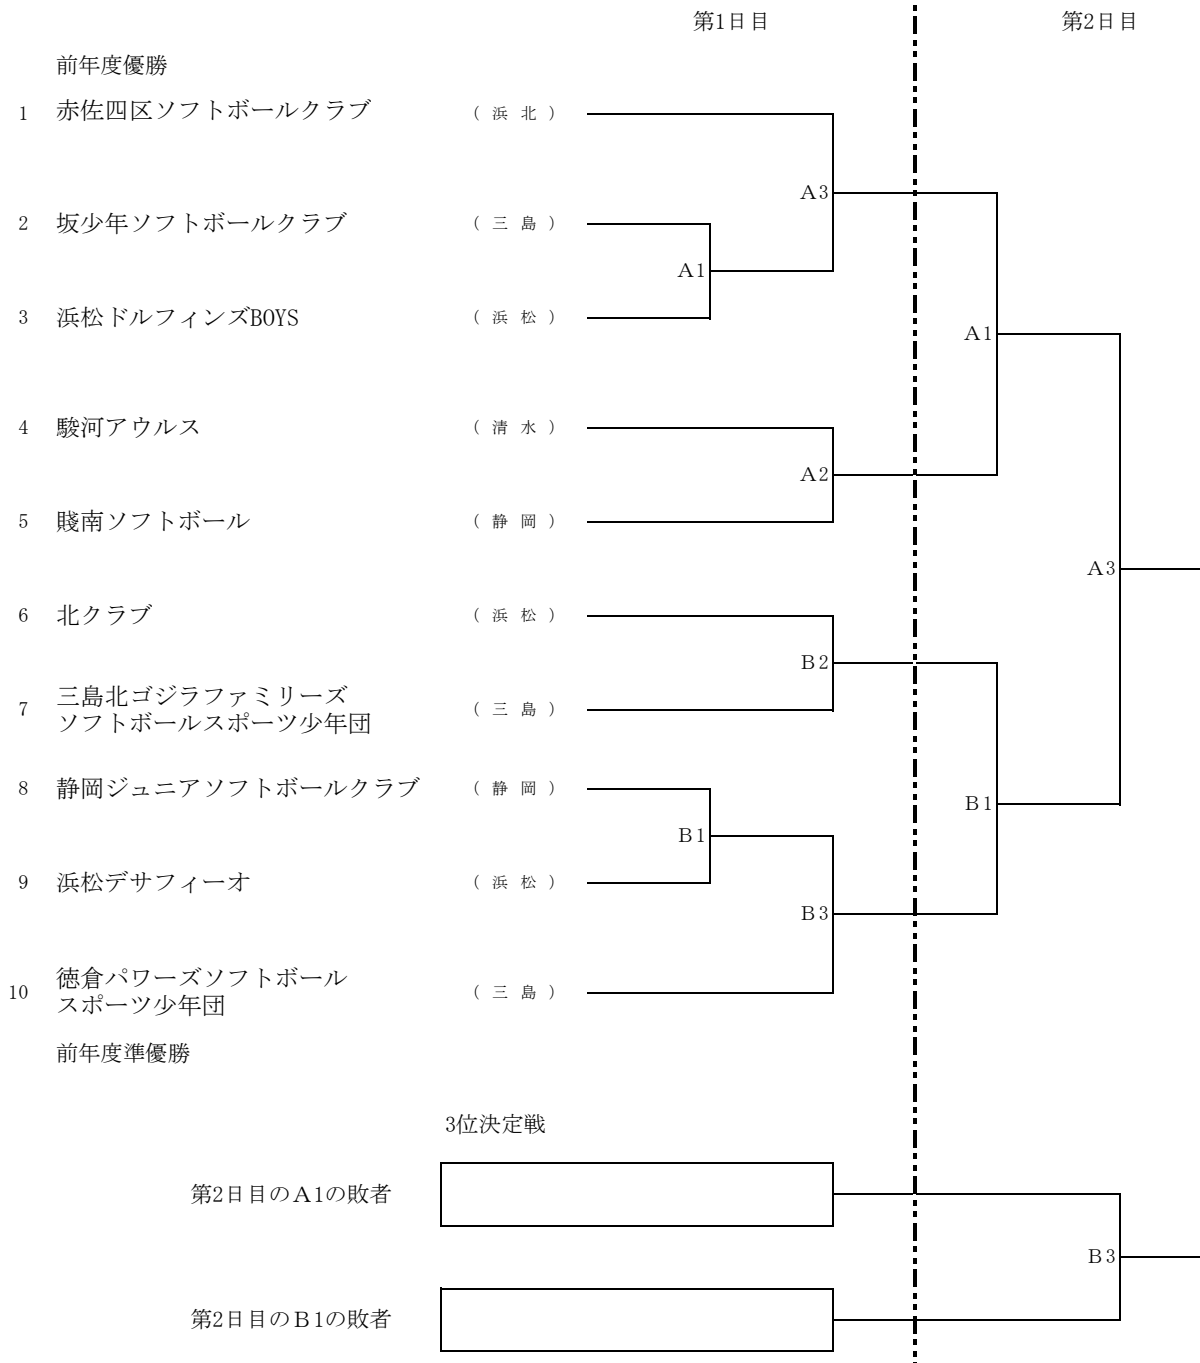 第1日目 第2日目
前年度優勝
1 赤佐四区ソフトボールクラブ (浜北)
A3
2 坂少年ソフトボールクラブ (三島)
A1
3 浜松ドルフィンズBOYS (浜松)
A1
4 駿河アウルス (清水)
A2
5 賤南ソフトボール (静岡)
A3
6 北クラブ (浜松)
B2
三島北ゴジラファミリーズ
7 ソフトボールスポーツ少年団 (三島)
8 静岡ジュニアソフトボールクラブ (静岡)
B1
B1
9 浜松デサフィーオ (浜松)
B3
徳倉パワーズソフトボール
10 スポーツ少年団 (三島)
前年度準優勝
3位決定戦
第2日目のA1の敗者
B3
第2日目のB1の敗者